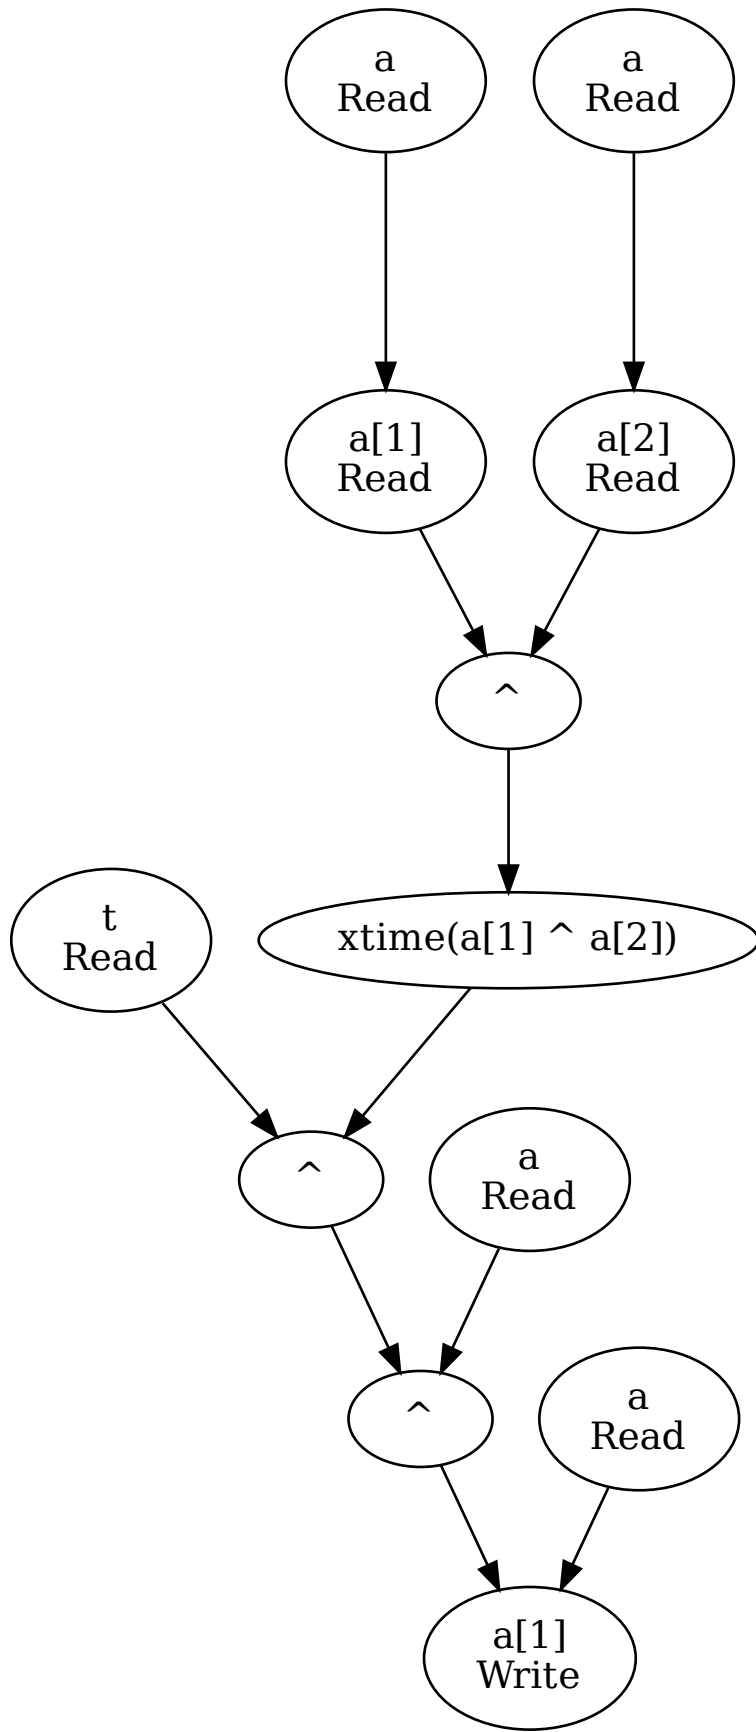 a
Read
a
Read
a[1]
Read
a[2]
Read
^
t
Read
xtime(a[1] ^ a[2])
^
a
Read
^
a
Read
a[1]
Write